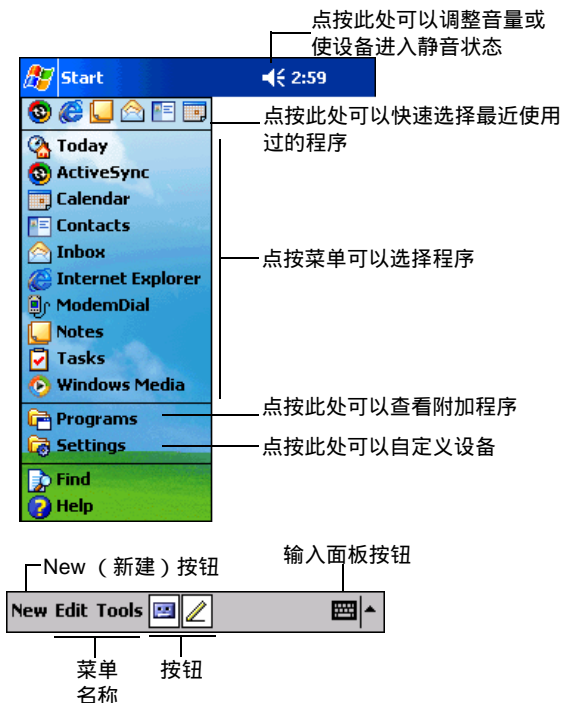 点按此处可以调整音量或
使设备进入静音状态
Start 2:59
点按此处可以快速选择最近使用
过的程序
Today
ActiveSync
Calendar
Contacts
Inbox
点按菜单可以选择程序
Internet Explorer
ModemDial
Notes
Tasks
Windows Media
Programs
点按此处可以查看附加程序
Settings
点按此处可以自定义设备
Find
Help
New（新建）按钮
输入面板按钮
New Edit Tools
菜单
名称
按钮